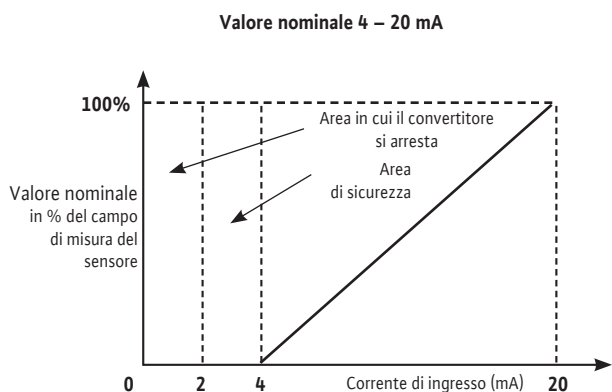 Valore nominale 4 – 20 mA
100%
Area in cui il convertitore
si arresta
Area
di sicurezza
Valore nominale
in % del campo
di misura del
sensore
0
2
4
Corrente di ingresso (mA)
20